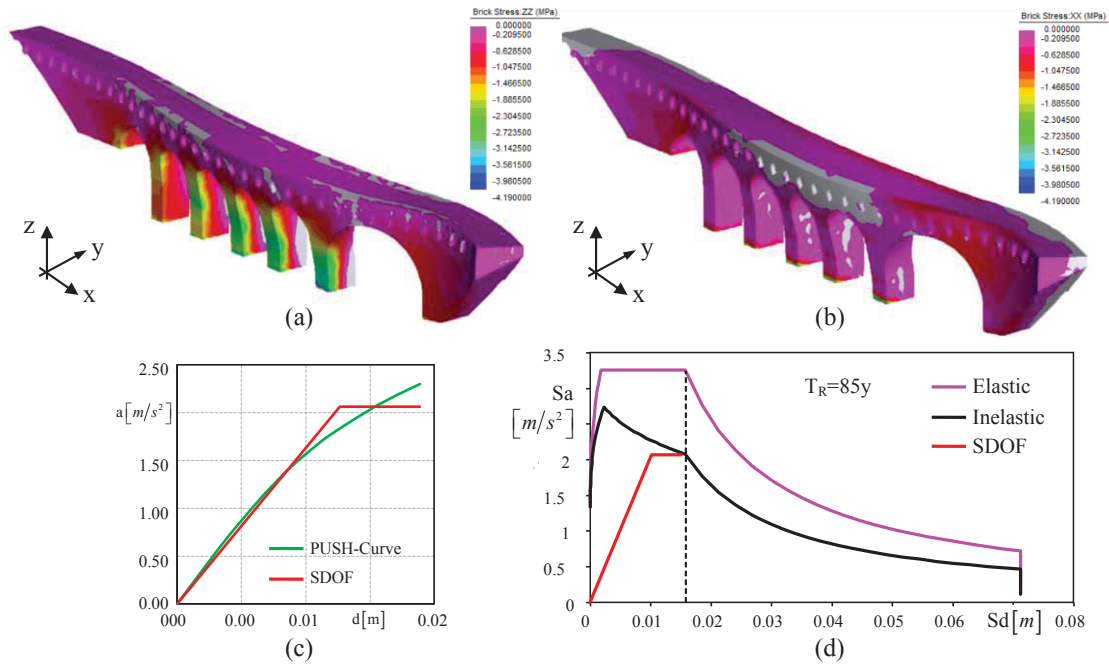 Brick Stress:ZZ (MPa)
0.000000
-0.209500
-0.628500
-1.047500
-1.466500
-1.885500
-2.304500
-2.723500
-3.142500
-3.561500
-3.980500
-4.190000
z
y
x
(a)
Brick Stress:XX (MPa)
0.000000
-0.209500
-0.628500
-1.047500
-1.466500
-1.885500
-2.304500
-2.723500
-3.142500
-3.561500
-3.980500
-4.190000
z
y
x
(b)
2.50
a[m/s²]
1.50
1.00
0.50
0.00
PUSH-Curve
SDOF
000
0.00
0.01
d[m]
0.02
(c)
3.5
3
Sa
[m/s²]
2
1.5
1
0.5
0
T_R=85y
Elastic
Inelastic
SDOF
0
0.01
0.02
0.03
0.04
0.05
0.06
0.07
0.08
Sd[m]
(d)